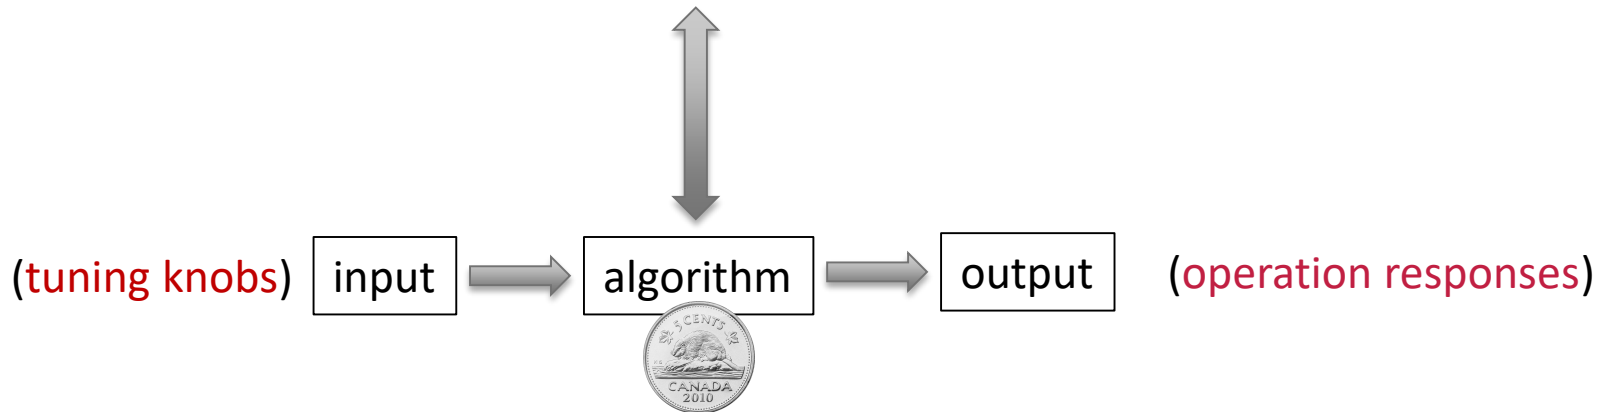 (tuning knobs) input algorithm output (operation responses)
5 CENTS
CANADA
2010